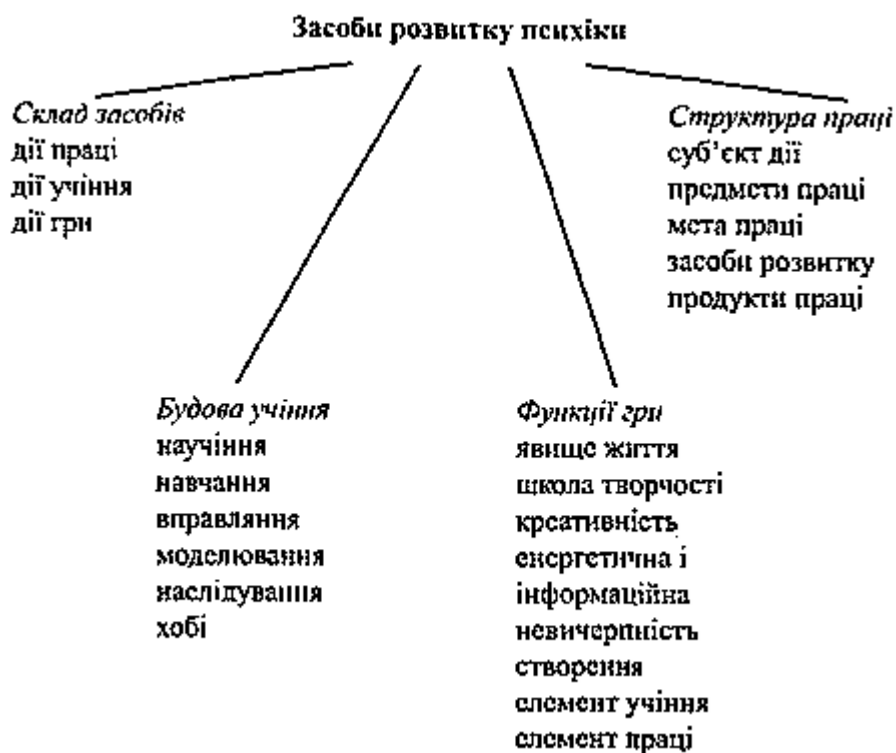 Засоби розвитку психіки
Склад засобів
дії праці
дії учіння
дії гри
Структура праці
суб’єкт дії
предмети праці
мета праці
засоби розвитку
продукти праці
Будова учіння
научіння
навчання
вправляння
моделювання
наслідування
хобі
Функції гри
явище життя
школа творчості
креативність
енергетична і
інформаційна
невичерпність
створення
елемент учіння
елемент праці